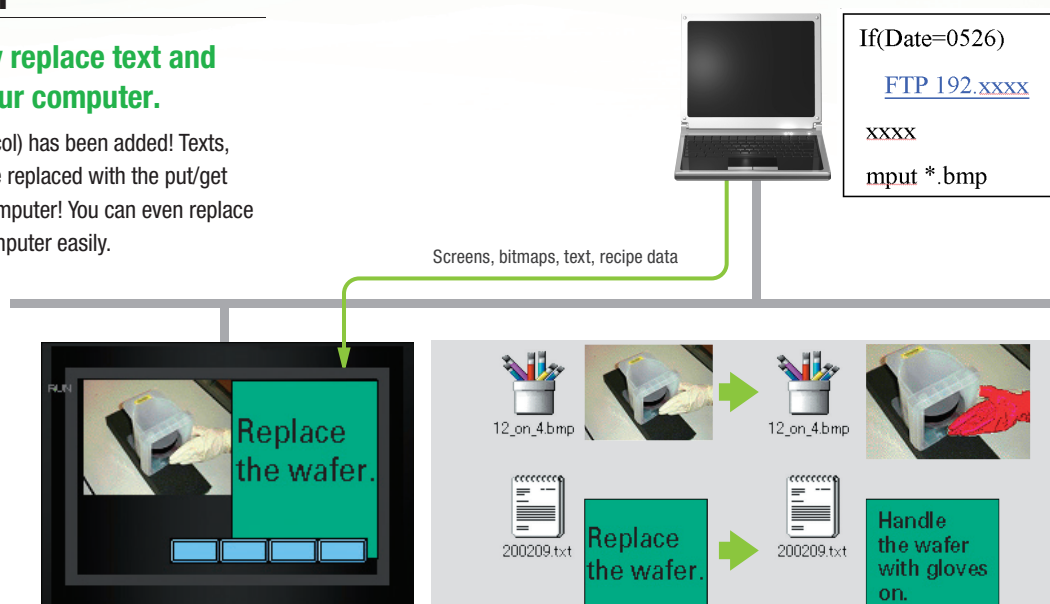 replace text and
ur computer.
col) has been added! Texts,
replaced with the put/get
mputer! You can even replace
puter easily.
If(Date=0526)
FTP 192.xxxx
xxxx
mput *.bmp
Screens, bitmaps, text, recipe data
RUN
Replace
the wafer.
12_on_4.bmp
12_on_4.bmp
200209.txt
Replace
the wafer.
200209.txt
Handle
the wafer
with gloves
on.